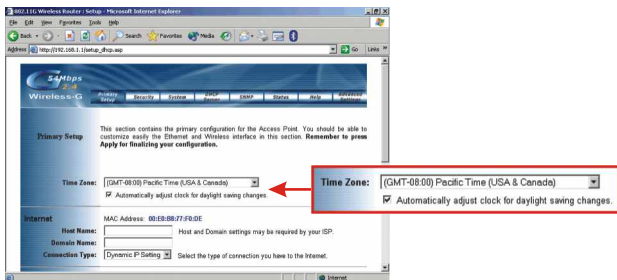 802.11G Wireless Router : Setup - Microsoft Internet Explorer
File Edit View Favorites Tools Help
Back Search Favorites Media
Address http://192.168.1.1/setup_dhcp.asp Go Links »
54Mbps
2.4
Wireless-G
Primary Setup Security System DHCP Server SNMP Status Help Advanced Settings
Primary Setup
This section contains the primary configuration for the Access Point. You should be able to
customize easily the Ethernet and Wireless interface in this section. Remember to press
Apply for finalizing your configuration.
Time Zone: (GMT-08:00) Pacific Time (USA & Canada)
Automatically adjust clock for daylight saving changes.
Time Zone: (GMT-08:00) Pacific Time (USA & Canada)
Automatically adjust clock for daylight saving changes.
Internet MAC Address: 00:E0:B8:77:F0:DE
Host Name: Host and Domain settings may be required by your ISP.
Domain Name:
Connection Type: Dynamic IP Setting Select the type of connection you have to the Internet.
Internet